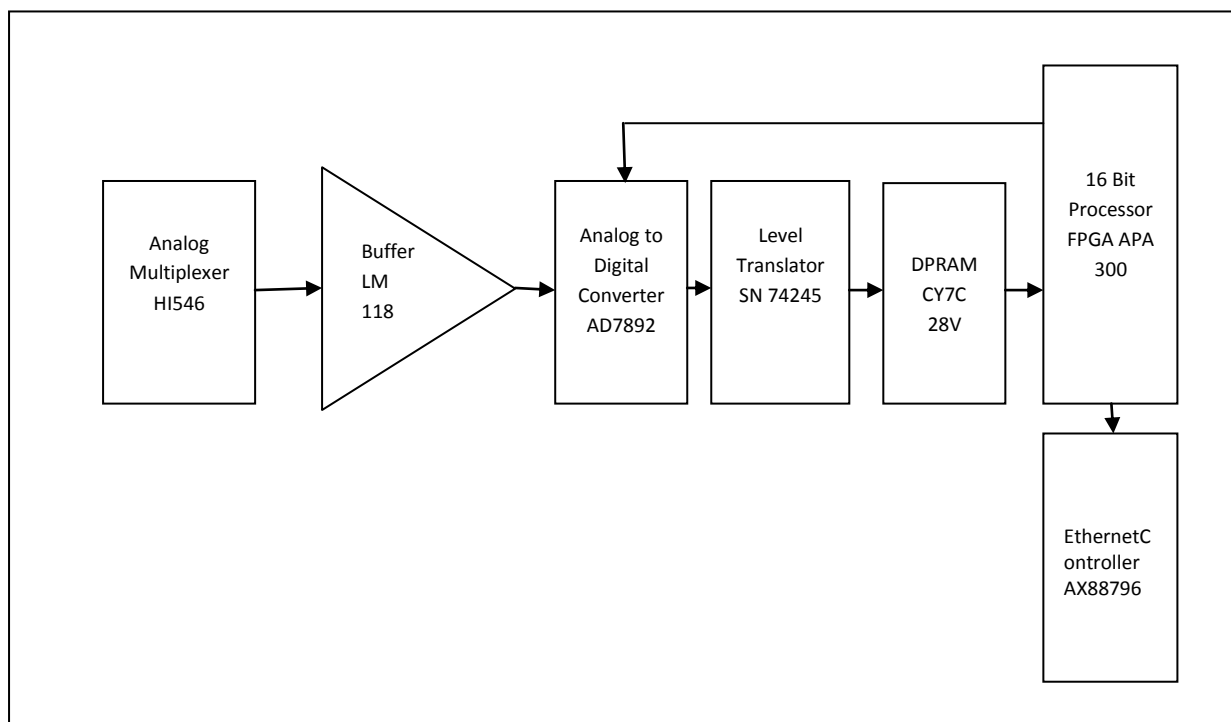 Analog
Multiplexer
HI546
Buffer
LM
118
Analog to
Digital
Converter
AD7892
Level
Translator
SN 74245
DPRAM
CY7C
28V
16 Bit
Processor
FPGA APA
300
EthernetC
ontroller
AX88796